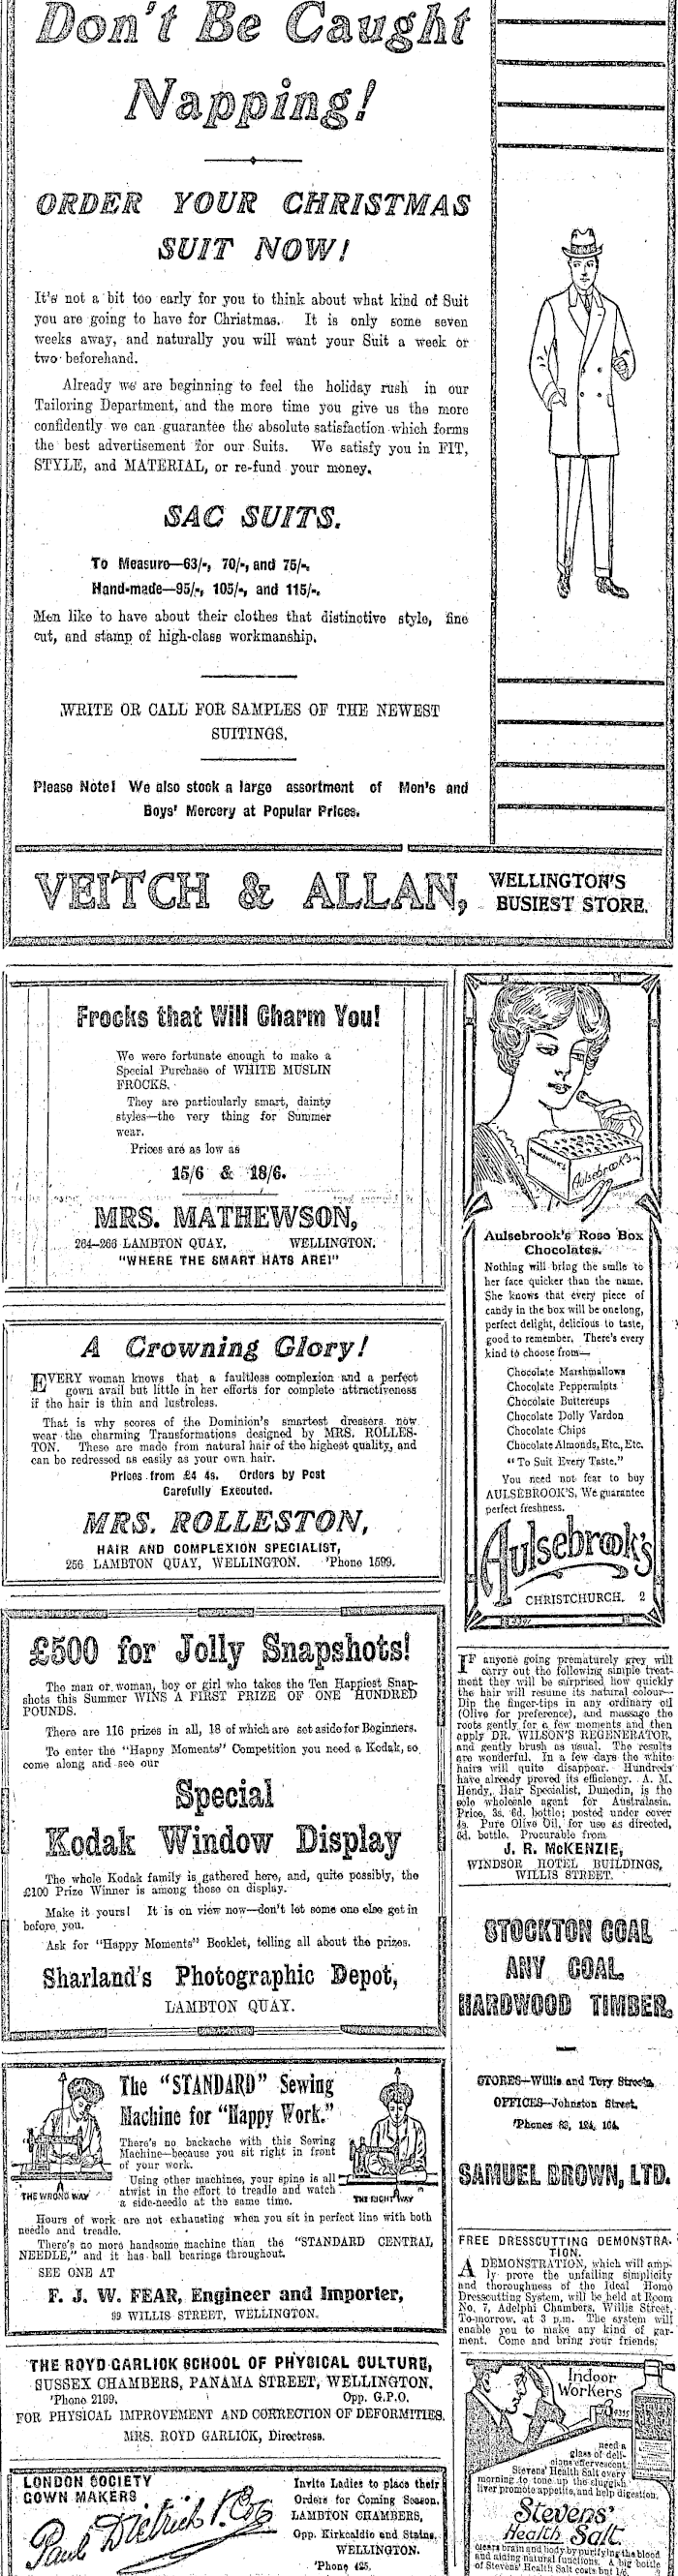 Don't Be Caught
Napping!
ORDER YOUR CHRISTMAS
SUIT NOW!
It's not a bit too early for you to think about what kind of Suit
you are going to have for Christmas. It is only some seven
weeks away, and naturally you will want your Suit a week or
two beforehand.
Already we are beginning to feel the holiday rush in our
Tailoring Department, and the more time you give us the more
confidently we can guarantee the absolute satisfaction which forms
the best advertisement for our Suits. We satisfy you in FIT,
STYLE, and MATERIAL, or re-fund your money.
SAC SUITS.
To Measure—63/-, 70/-, and 75/-.
Hand-made—95/-, 105/-, and 115/-.
Men like to have about their clothes that distinctive style, fine
cut, and stamp of high-class workmanship.
WRITE OR CALL FOR SAMPLES OF THE NEWEST
SUITINGS.
Please Note! We also stock a large assortment of Men's and
Boys' Mercery at Popular Prices.
VEITCH & ALLAN,
WELLINGTON'S
BUSIEST STORE.
Frocks that Will Charm You!
We were fortunate enough to make a
Special Purchase of WHITE MUSLIN
FROCKS.
They are particularly smart, dainty
styles—the very thing for Summer
wear.
Prices are as low as
15/6 & 18/6.
MRS. MATHEWSON,
264-266 LAMBTON QUAY, WELLINGTON.
"WHERE THE SMART HATS ARE!"
A Crowning Glory!
EVERY woman knows that a faultless complexion and a perfect
gown avail but little in her efforts for complete attractiveness
if the hair is thin and lustreless.
That is why scores of the Dominion's smartest dressers now
wear the charming Transformations designed by MRS. ROLLES-
TON. These are made from natural hair of the highest quality, and
can be redressed as easily as your own hair.
Prices from £4 4s. Orders by Post
Carefully Executed.
MRS. ROLLESTON,
HAIR AND COMPLEXION SPECIALIST,
256 LAMBTON QUAY, WELLINGTON. 'Phone 1599.
£500 for Jolly Snapshots!
The man or woman, boy or girl who takes the Ten Happiest Snap-
shots this Summer WINS A FIRST PRIZE OF ONE HUNDRED
POUNDS.
There are 116 prizes in all, 18 of which are set aside for Beginners.
To enter the "Happy Moments" Competition you need a Kodak, so
come along and see our
Special
Kodak Window Display
The whole Kodak family is gathered here, and, quite possibly, the
£100 Prize Winner is among those on display.
Make it yours! It is on view now—don't let some one else get in
before you.
Ask for "Happy Moments" Booklet, telling all about the prizes.
Sharland's Photographic Depot,
LAMBTON QUAY.
The "STANDARD" Sewing
Machine for "Happy Work."
There's no backache with this Sewing
Machine—because you sit right in front
of your work.
Using other machines, your spine is all
atwist in the effort to treadle and watch
a side-needle at the same time.
THE WRONG WAY
THE RIGHT WAY
Hours of work are not exhausting when you sit in perfect line with both
needle and treadle.
There's no more handsome machine than the "STANDARD CENTRAL
NEEDLE," and it has ball bearings throughout.
SEE ONE AT
F. J. W. FEAR, Engineer and Importer,
99 WILLIS STREET, WELLINGTON.
THE ROYD GARLICK SCHOOL OF PHYSICAL CULTURE,
SUSSEX CHAMBERS, PANAMA STREET, WELLINGTON.
'Phone 2199. Opp. G.P.O.
FOR PHYSICAL IMPROVEMENT AND CORRECTION OF DEFORMITIES.
MRS. ROYD GARLICK, Directress.
LONDON SOCIETY
GOWN MAKERS
Paul Dietrich & Co
Invite Ladies to place their
Orders for Coming Season.
LAMBTON CHAMBERS,
Opp. Kirkcaldie and Stains,
WELLINGTON.
'Phone 425.
Aulsebrook's
Aulsebrook's Rose Box
Chocolates.
Nothing will bring the smile to
her face quicker than the name.
She knows that every piece of
candy in the box will be one long,
perfect delight, delicious to taste,
good to remember. There's every
kind to choose from—
Chocolate Marshmallows
Chocolate Peppermints
Chocolate Buttercups
Chocolate Dolly Vardon
Chocolate Chips
Chocolate Almonds, Etc., Etc.
"To Suit Every Taste."
You need not fear to buy
AULSEBROOK'S. We guarantee
perfect freshness.
Aulsebrook's
CHRISTCHURCH. 2
IF anyone going prematurely grey will
carry out the following simple treat-
ment they will be surprised how quickly
the hair will resume its natural colour—
Dip the finger-tips in any ordinary oil
(Olive for preference), and massage the
roots gently for a few moments and then
apply DR. WILSON'S REGENERATOR,
and gently brush as usual. The results
are wonderful. In a few days the white
hairs will quite disappear. Hundreds
have already proved its efficiency. A. M.
Hendy, Hair Specialist, Dunedin, is the
sole wholesale agent for Australasia.
Price, 3s. 6d. bottle; posted under cover
4s. Pure Olive Oil, for use as directed,
6d. bottle. Procurable from
J. R. McKENZIE,
WINDSOR HOTEL BUILDINGS,
WILLIS STREET.
STOCKTON COAL
ANY COAL.
HARDWOOD TIMBER.
STORES—Willis and Tory Streets.
OFFICES—Johnston Street.
'Phones 83, 124, 164.
SAMUEL BROWN, LTD.
FREE DRESSCUTTING DEMONSTRA-
TION.
A DEMONSTRATION, which will amp-
ly prove the unfailing simplicity
and thoroughness of the Ideal Home
Dresscutting System, will be held at Room
No. 7, Adelphi Chambers, Willis Street,
To-morrow, at 3 p.m. The system will
enable you to make any kind of gar-
ment. Come and bring your friends.
Indoor
Workers
need a
glass of deli-
cious effervescent
Stevens' Health Salt every
morning to tone up the sluggish
liver promote appetite, and help digestion.
Stevens'
Health Salt
clears brain and body by purifying the blood
and aiding natural functions. A big bottle
of Stevens' Health Salt costs but 1/6.